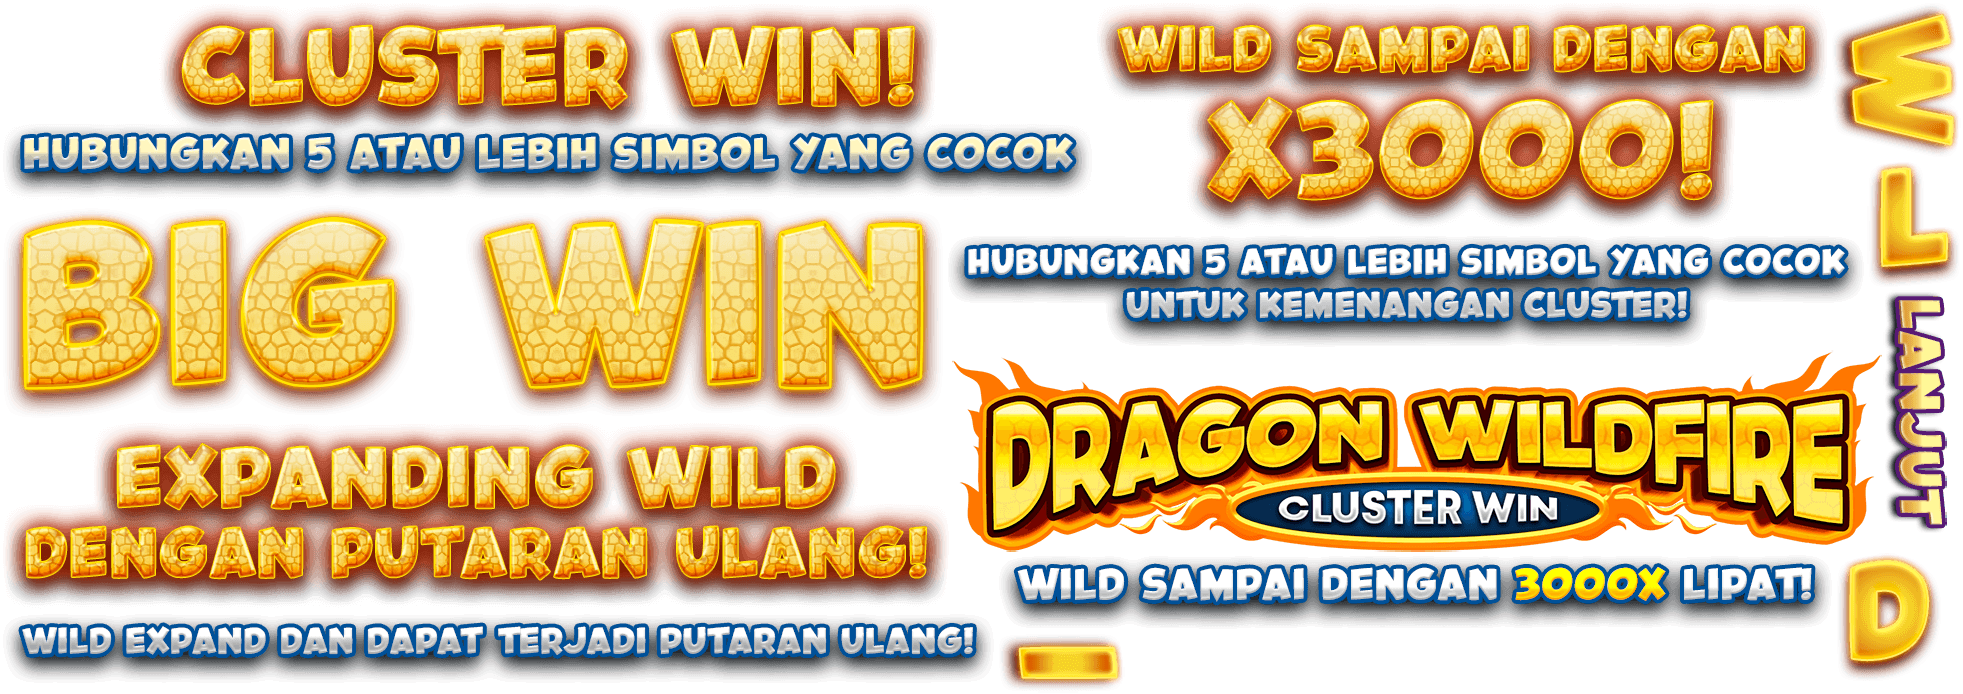 CLUSTER WIN!
HUBUNGKAN 5 ATAU LEBIH SIMBOL YANG COCOK
BIG WIN
EXPANDING WILD
DENGAN PUTARAN ULANG!
WILD EXPAND DAN DAPAT TERJADI PUTARAN ULANG!
WILD SAMPAI DENGAN
X3000!
HUBUNGKAN 5 ATAU LEBIH SIMBOL YANG COCOK
UNTUK KEMENANGAN CLUSTER!
DRAGON WILDFIRE
CLUSTER WIN
WILD SAMPAI DENGAN 3000X LIPAT!
I
W
L
LANJUT
D